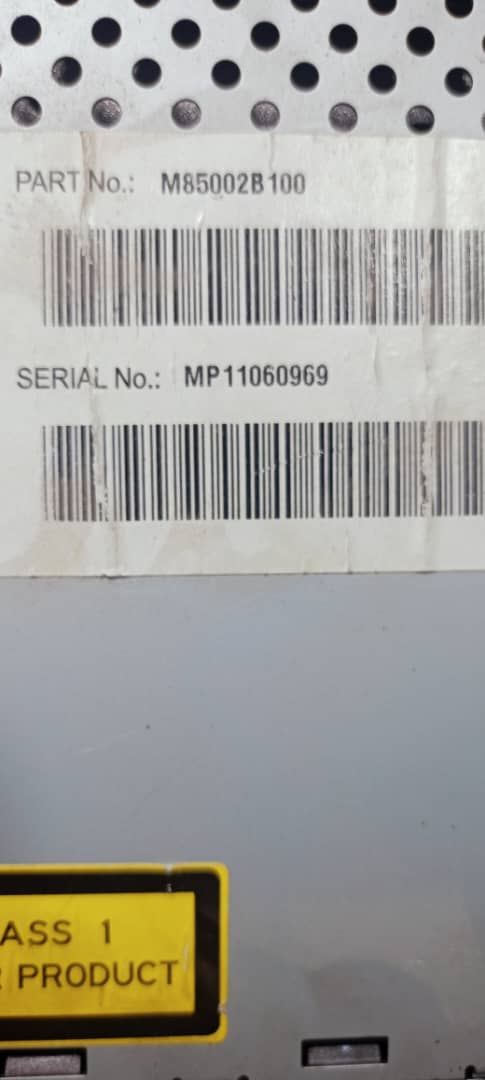 PART No.: M85002B100
SERIAL No.: MP11060969
ASS 1
PRODUCT